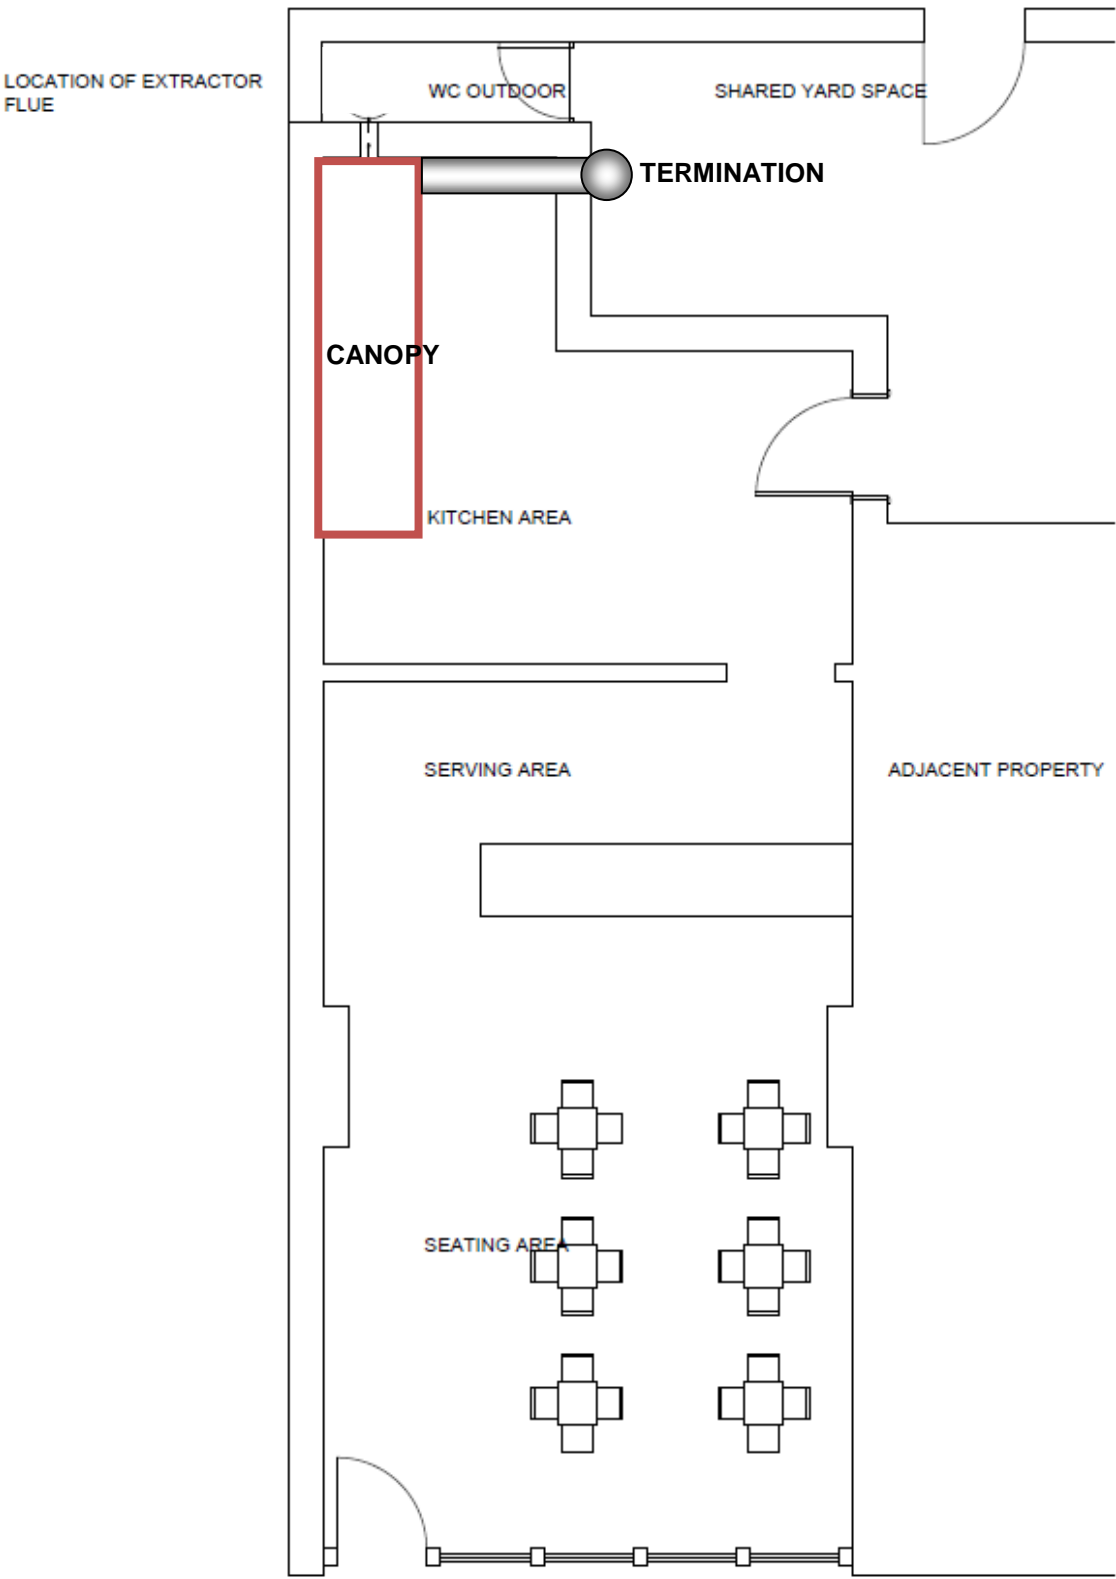 LOCATION OF EXTRACTOR
FLUE
WC OUTDOOR
SHARED YARD SPACE
TERMINATION
CANOPY
KITCHEN AREA
SERVING AREA
ADJACENT PROPERTY
SEATING AREA